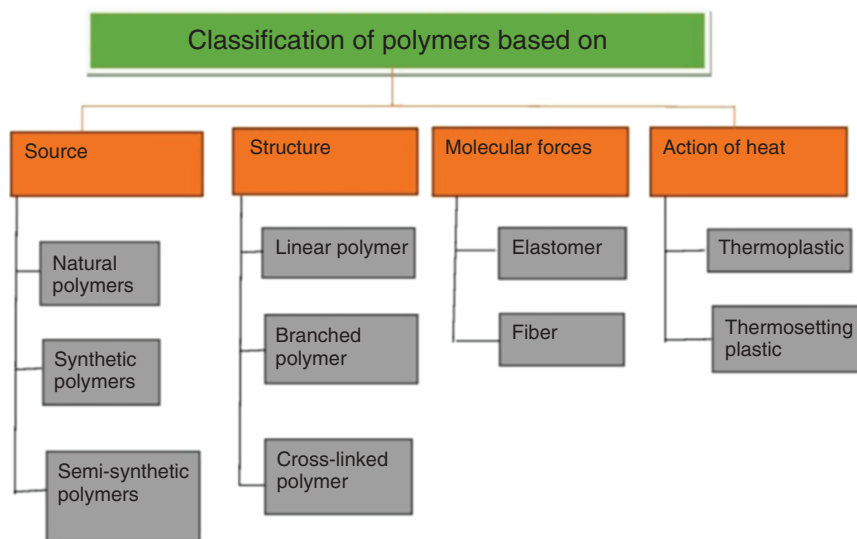 Classification of polymers based on
Source
Natural
polymers
Synthetic
polymers
Semi-synthetic
polymers
Structure
Linear polymer
Branched
polymer
Cross-linked
polymer
Molecular forces
Elastomer
Fiber
Action of heat
Thermoplastic
Thermosetting
plastic